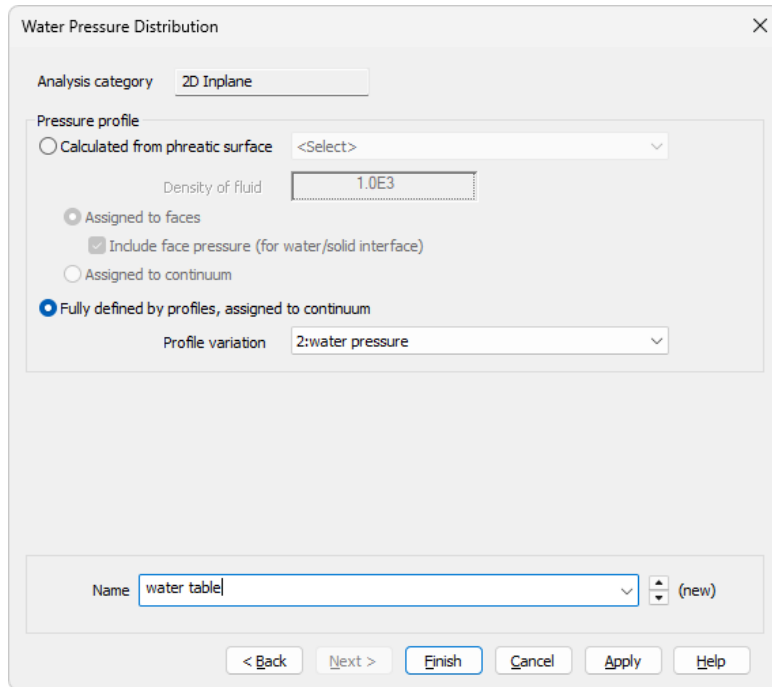 Water Pressure Distribution
Analysis category 2D Inplane
Pressure profile
Calculated from phreatic surface <Select>
Density of fluid 1.0E3
Assigned to faces
Include face pressure (for water/solid interface)
Assigned to continuum
Fully defined by profiles, assigned to continuum
Profile variation 2:water pressure
Name water table (new)
< Back Next > Finish Cancel Apply Help